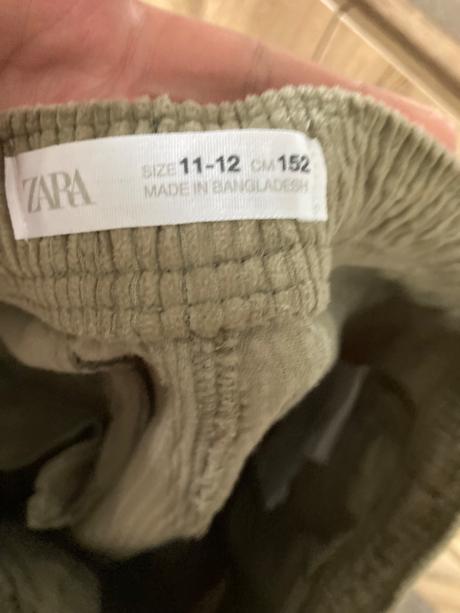 ZARA
SIZE 11-12 CM 152
MADE IN BANGLADESH